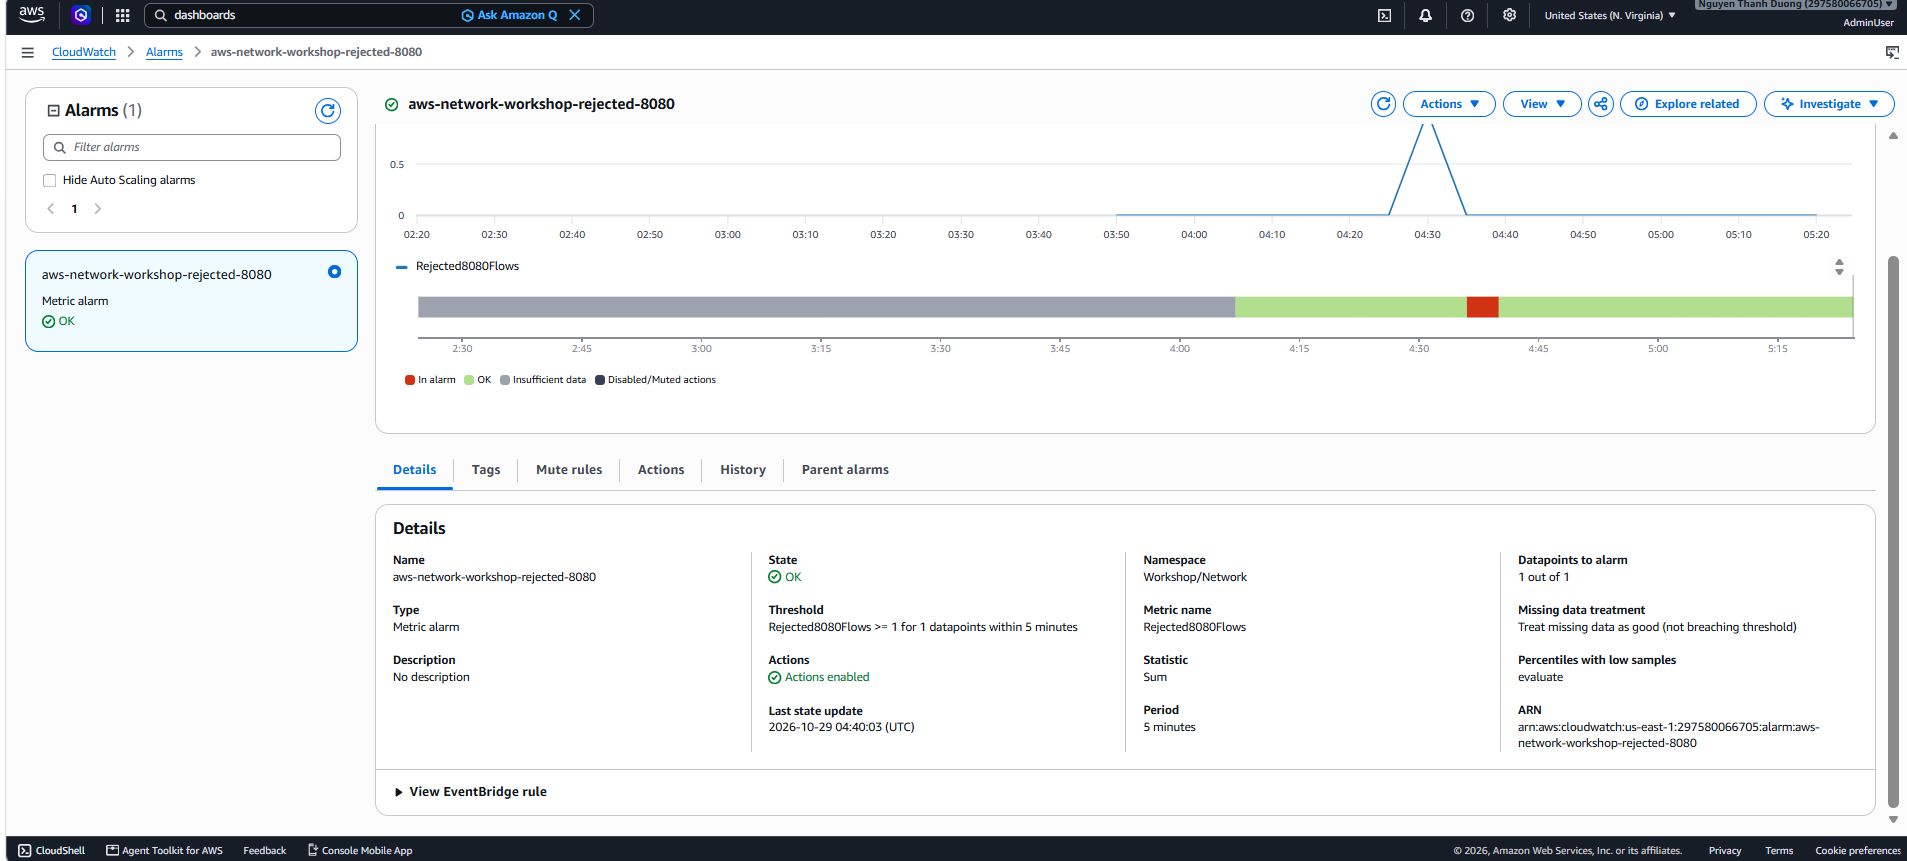 aws
dashboards
Ask Amazon Q
United States (N. Virginia)
Nguyen Thanh Duong (297580066705)
AdminUser
CloudWatch
Alarms
aws-network-workshop-rejected-8080
Alarms (1)
Filter alarms
Hide Auto Scaling alarms
1
aws-network-workshop-rejected-8080
Metric alarm
OK
aws-network-workshop-rejected-8080
Actions
View
Explore related
Investigate
0.5
0
02:20 02:30 02:40 02:50 03:00 03:10 03:20 03:30 03:40 03:50 04:00 04:10 04:20 04:30 04:40 04:50 05:00 05:10 05:20
Rejected8080Flows
2:30 2:45 3:00 3:15 3:30 3:45 4:00 4:15 4:30 4:45 5:00 5:15
In alarm OK Insufficient data Disabled/Muted actions
Details Tags Mute rules Actions History Parent alarms
Details
Name
aws-network-workshop-rejected-8080
Type
Metric alarm
Description
No description
State
OK
Threshold
Rejected8080Flows >= 1 for 1 datapoints within 5 minutes
Actions
Actions enabled
Last state update
2026-10-29 04:40:03 (UTC)
Namespace
Workshop/Network
Metric name
Rejected8080Flows
Statistic
Sum
Period
5 minutes
Datapoints to alarm
1 out of 1
Missing data treatment
Treat missing data as good (not breaching threshold)
Percentiles with low samples
evaluate
ARN
arn:aws:cloudwatch:us-east-1:297580066705:alarm:aws-
network-workshop-rejected-8080
View EventBridge rule
CloudShell Agent Toolkit for AWS Feedback Console Mobile App
© 2026, Amazon Web Services, Inc. or its affiliates. Privacy Terms Cookie preferences